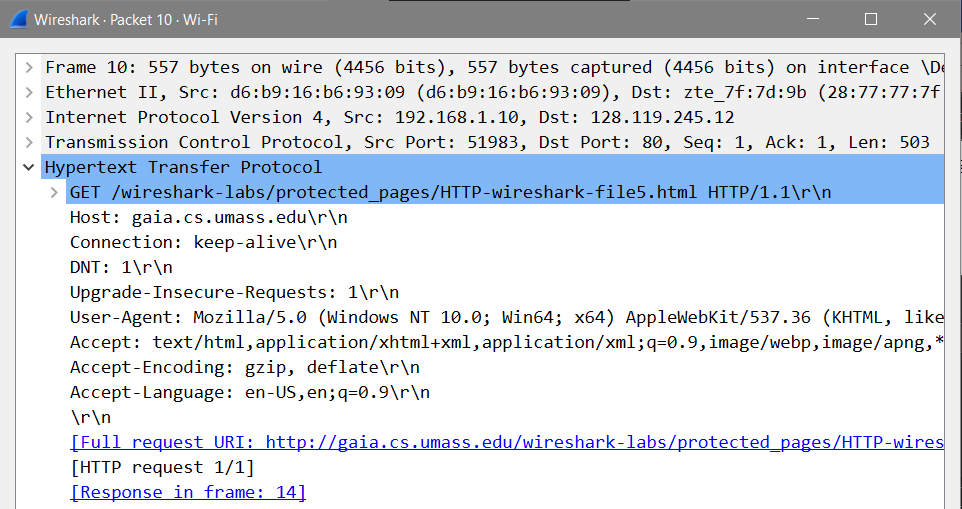 Wireshark · Packet 10 · Wi-Fi
Frame 10: 557 bytes on wire (4456 bits), 557 bytes captured (4456 bits) on interface \De
Ethernet II, Src: d6:b9:16:b6:93:09 (d6:b9:16:b6:93:09), Dst: zte_7f:7d:9b (28:77:77:7f
Internet Protocol Version 4, Src: 192.168.1.10, Dst: 128.119.245.12
Transmission Control Protocol, Src Port: 51983, Dst Port: 80, Seq: 1, Ack: 1, Len: 503
Hypertext Transfer Protocol
GET /wireshark-labs/protected_pages/HTTP-wireshark-file5.html HTTP/1.1\r\n
Host: gaia.cs.umass.edu\r\n
Connection: keep-alive\r\n
DNT: 1\r\n
Upgrade-Insecure-Requests: 1\r\n
User-Agent: Mozilla/5.0 (Windows NT 10.0; Win64; x64) AppleWebKit/537.36 (KHTML, like
Accept: text/html,application/xhtml+xml,application/xml;q=0.9,image/webp,image/apng,*
Accept-Encoding: gzip, deflate\r\n
Accept-Language: en-US,en;q=0.9\r\n
\r\n
[Full request URI: http://gaia.cs.umass.edu/wireshark-labs/protected_pages/HTTP-wires
[HTTP request 1/1]
[Response in frame: 14]